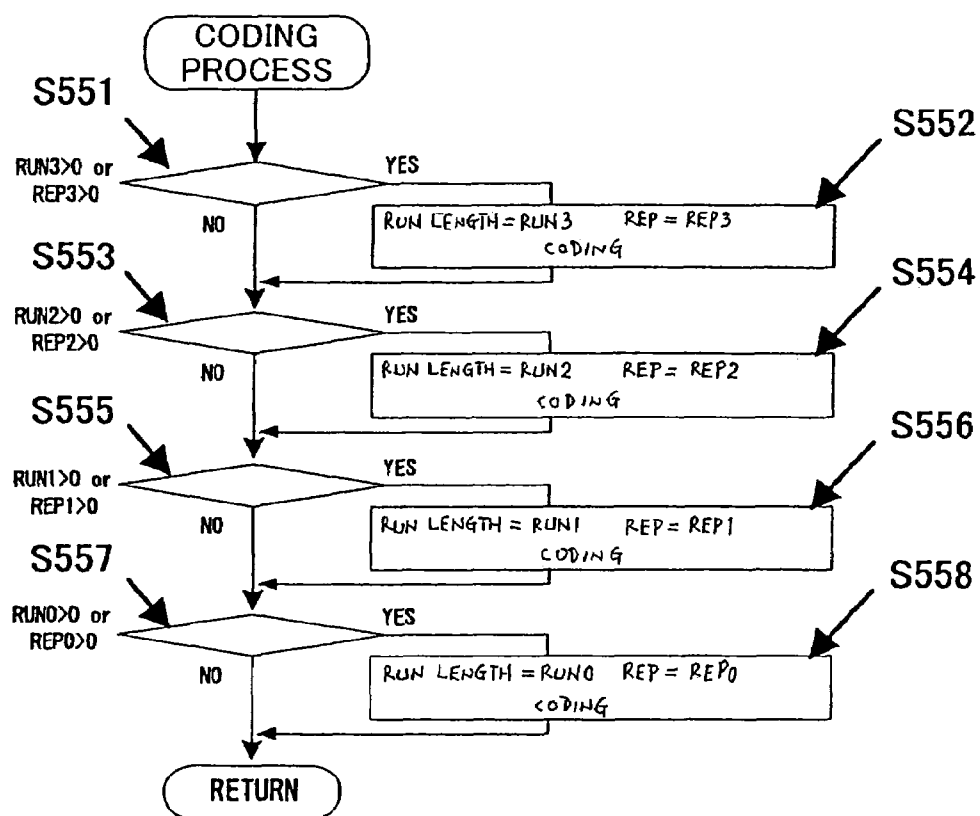 CODING
PROCESS
S551
S552
RUN3>0 or
REP3>0
YES
NO
RUN LENGTH=RUN3 REP = REP3
CODING
S553
S554
RUN2>0 or
REP2>0
YES
NO
RUN LENGTH = RUN2 REP = REP2
CODING
S555
S556
RUN1>0 or
REP1>0
YES
NO
RUN LENGTH = RUN1 REP = REP1
CODING
S557
S558
RUN0>0 or
REP0>0
YES
NO
RUN LENGTH = RUN0 REP = REP0
CODING
RETURN